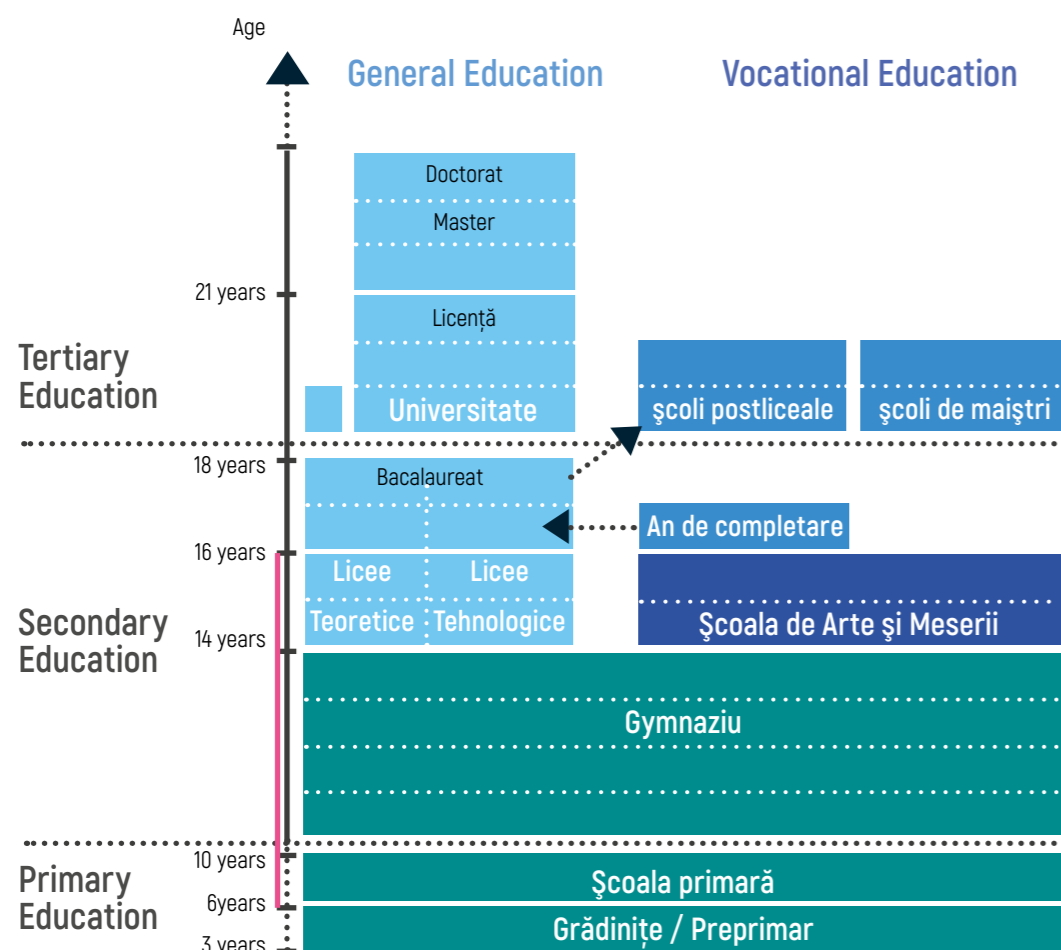 Age
General Education
Vocational Education
Doctorat
Master
21 years
Licență
Tertiary
Education
Universitate
şcoli postliceale
şcoli de maiştri
18 years
Bacalaureat
An de completare
16 years
Licee
Teoretice
Licee
Tehnologice
Şcoala de Arte şi Meserii
Secondary
Education
14 years
Gymnaziu
10 years
Primary
Education
Şcoala primară
6years
Grădinițe / Preprimar
3 years